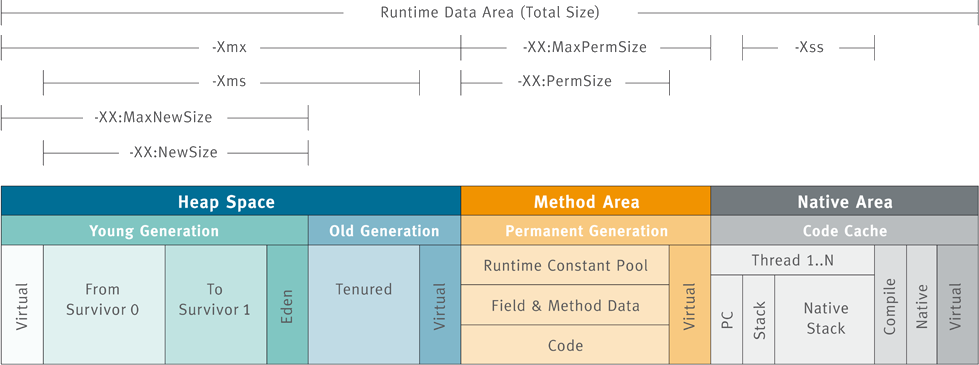 Runtime Data Area (Total Size)
-Xmx
-XX:MaxPermSize
-Xss
-Xms
-XX:PermSize
-XX:MaxNewSize
-XX:NewSize
Heap Space
Method Area
Native Area
Young Generation
Old Generation
Permanent Generation
Code Cache
Virtual
From
Survivor 0
To
Survivor 1
Eden
Tenured
Virtual
Runtime Constant Pool
Field & Method Data
Code
Virtual
Thread 1..N
PC
Stack
Native
Stack
Compile
Native
Virtual